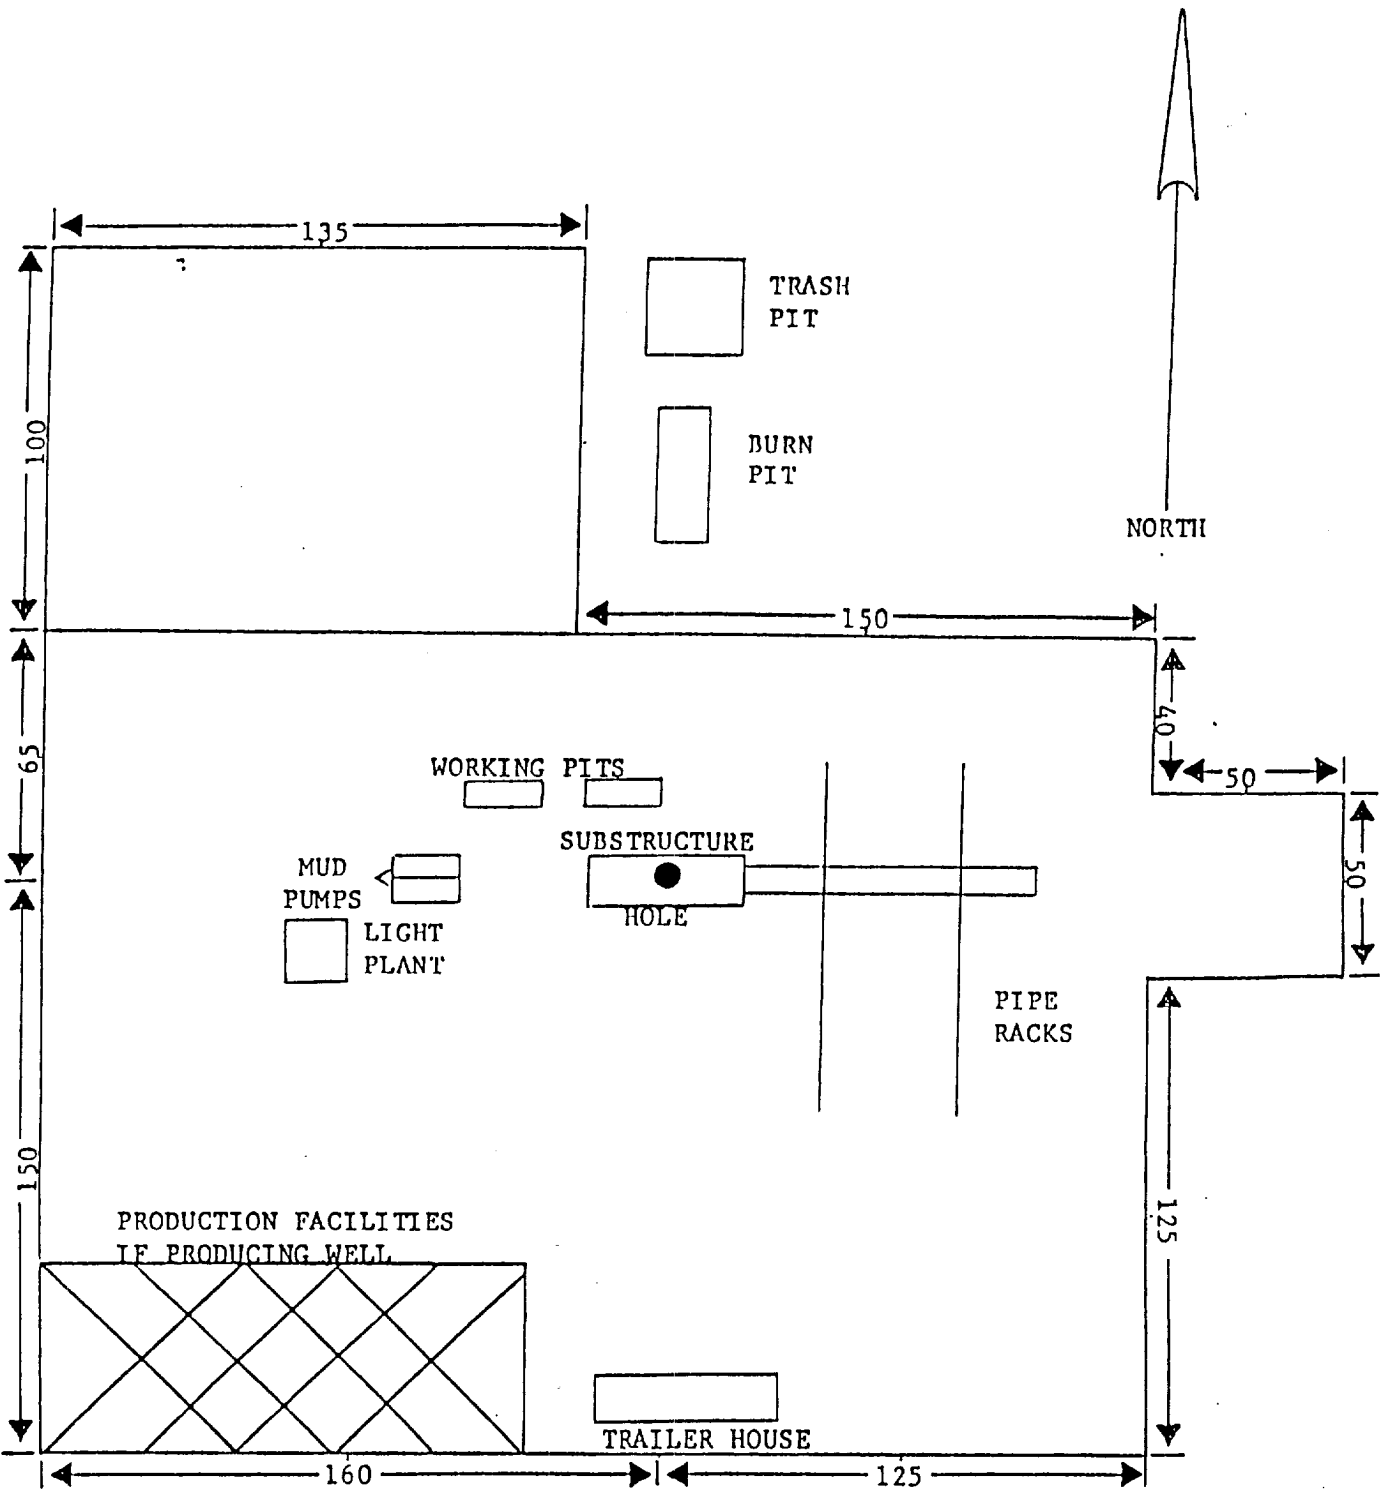 135
TRASH
PIT
100
BURN
PIT
NORTH
150
40
65
WORKING PITS
50
SUBSTRUCTURE
MUD
PUMPS
HOLE
50
LIGHT
PLANT
PIPE
RACKS
150
125
PRODUCTION FACILITIES
IF PRODUCING WELL
TRAILER HOUSE
160
125